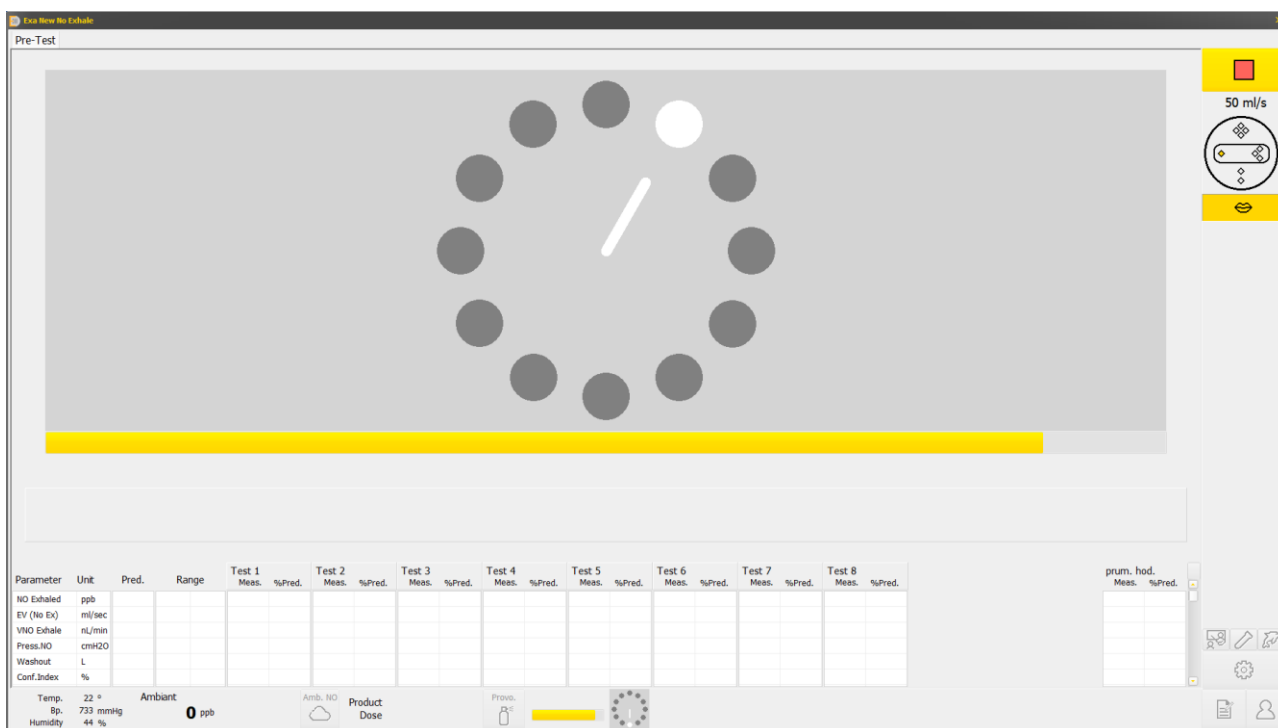 Exa New No Exhale
Pre-Test
50 ml/s
Test 1 Test 2 Test 3 Test 4 Test 5 Test 6 Test 7 Test 8 prum. hod.
Parameter Unit Pred. Range Meas. %Pred. Meas. %Pred. Meas. %Pred. Meas. %Pred. Meas. %Pred. Meas. %Pred. Meas. %Pred. Meas. %Pred. Meas. %Pred.
NO Exhaled ppb
EV (No Ex) ml/sec
VNO Exhale nL/min
Press.NO cmH2O
Washout L
Conf.Index %
Temp. 22 ° Ambiant Amb. NO Product Provo.
Bp. 733 mmHg 0 ppb Dose
Humidity 44 %